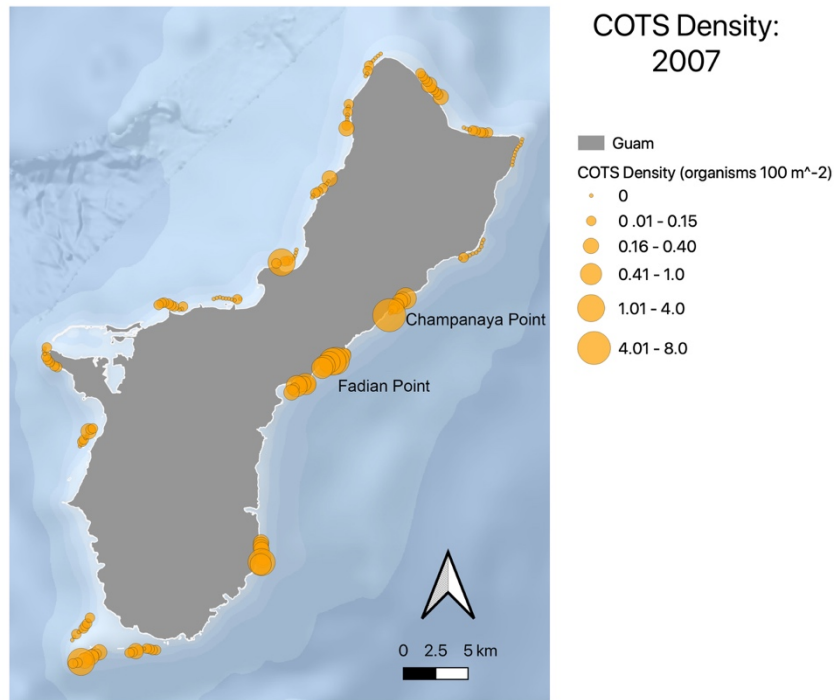 COTS Density:
2007
Guam
COTS Density (organisms 100 m^-2)
0
0 .01 - 0.15
0.16 - 0.40
0.41 - 1.0
1.01 - 4.0
4.01 - 8.0
Champanaya Point
Fadian Point
0 2.5 5 km